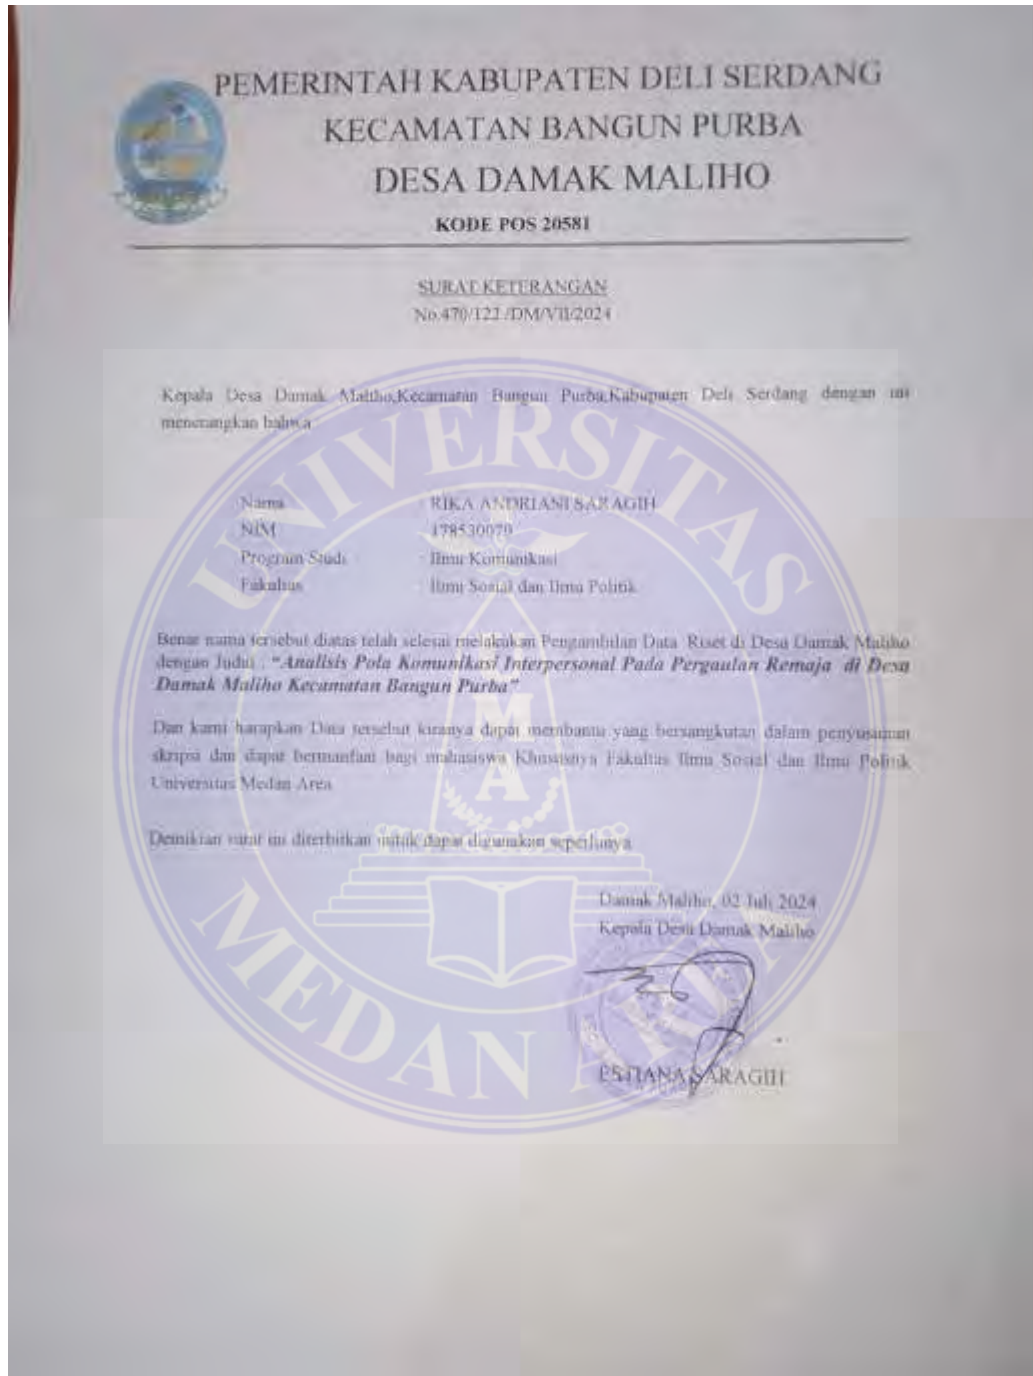 PEMERINTAH KABUPATEN DELI SERDANG
KECAMATAN BANGUN PURBA
DESA DAMAK MALIHO
KODE POS 20581
SURAT KETERANGAN
No.470/122 /DM/VII/2024
Kepala Desa Damak Maliho,Kecamatan Bangun Purba,Kabupaten Deli Serdang dengan ini
menerangkan bahwa :
Nama : RIKA ANDRIANI SARAGIH
NIM : 178530079
Program Studi : Ilmu Komunikasi
Fakultas : Ilmu Sosial dan Ilmu Politik
Benar nama tersebut diatas telah selesai melakukan Pengambilan Data Riset di Desa Damak Maliho
dengan Judul : "Analisis Pola Komunikasi Interpersonal Pada Pergaulan Remaja di Desa
Damak Maliho Kecamatan Bangun Purba"
Dan kami harapkan Data tersebut kiranya dapat membantu yang bersangkutan dalam penyusunan
skripsi dan dapat bermanfaat bagi mahasiswa Khususnya Fakultas Ilmu Sosial dan Ilmu Politik
Universitas Medan Area
Demikian surat ini diterbitkan untuk dapat digunakan seperlunya
Damak Maliho, 02 Juli 2024
Kepala Desa Damak Maliho
ESTIANA SARAGIH
UNIVERSITAS
MEDAN AREA
UMA